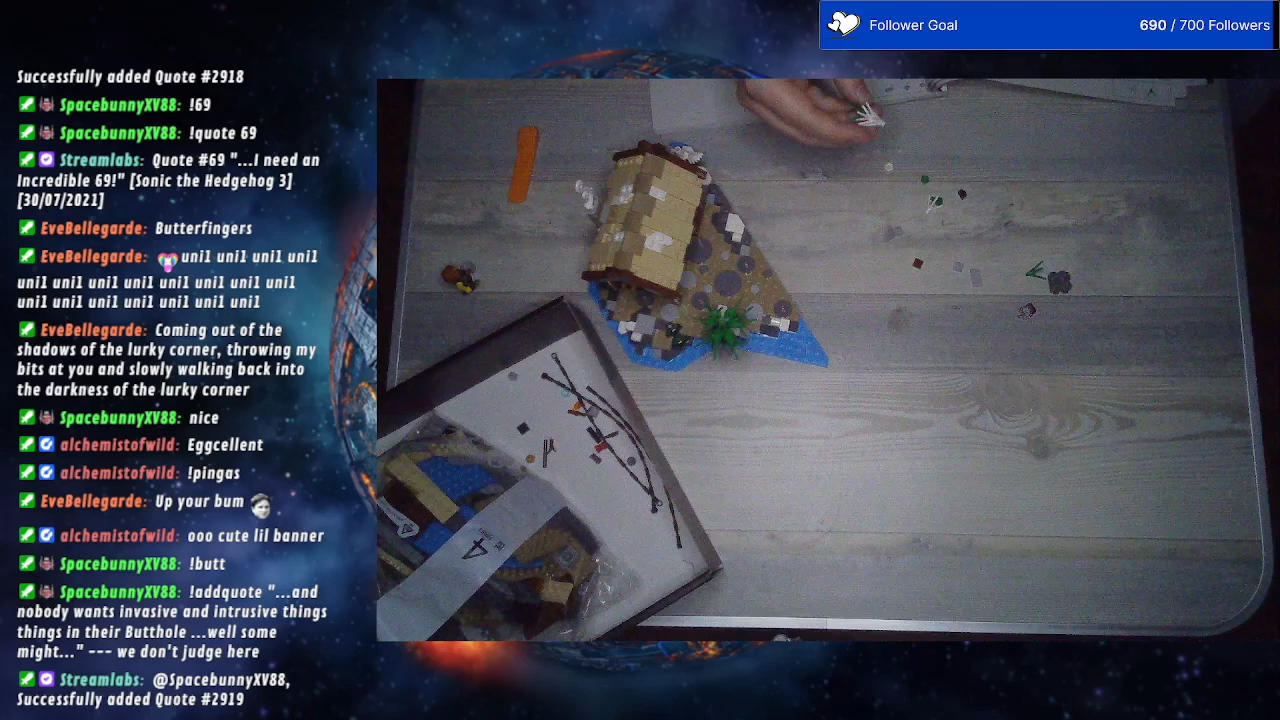 Follower Goal 690 / 700 Followers
Successfully added Quote #2918
SpacebunnyXV88: !69
SpacebunnyXV88: !quote 69
Streamlabs: Quote #69 "...I need an
Incredible 69!" [Sonic the Hedgehog 3]
[30/07/2021]
EveBellegarde: Butterfingers
EveBellegarde: uni1 uni1 uni1 uni1
uni1 uni1 uni1 uni1 uni1 uni1 uni1 uni1
uni1 uni1 uni1 uni1 uni1 uni1 uni1
EveBellegarde: Coming out of the
shadows of the lurky corner, throwing my
bits at you and slowly walking back into
the darkness of the lurky corner
SpacebunnyXV88: nice
alchemistofwild: Eggcellent
alchemistofwild: !pingas
EveBellegarde: Up your bum
alchemistofwild: ooo cute lil banner
SpacebunnyXV88: !butt
SpacebunnyXV88: !addquote "...and
nobody wants invasive and intrusive things
things in their Butthole ...well some
might..." --- we don't judge here
Streamlabs: @SpacebunnyXV88,
Successfully added Quote #2919
4